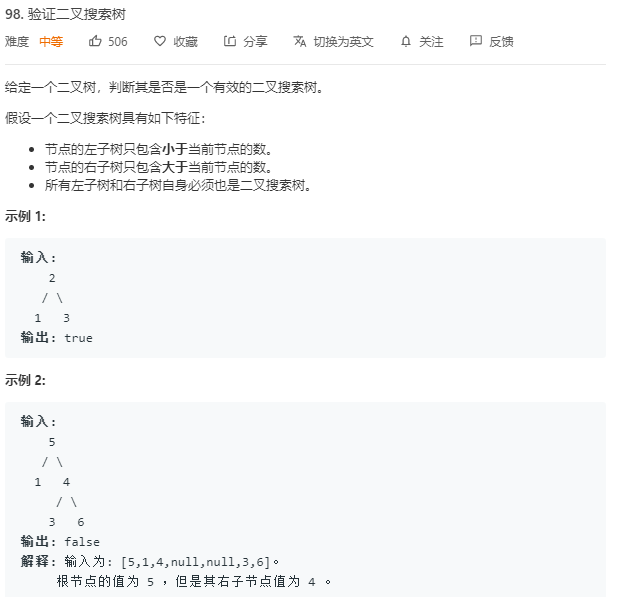 98. 验证二叉搜索树
难度 中等 506 收藏 分享 切换为英文 关注 反馈
给定一个二叉树，判断其是否是一个有效的二叉搜索树。
假设一个二叉搜索树具有如下特征：
• 节点的左子树只包含小于当前节点的数。
• 节点的右子树只包含大于当前节点的数。
• 所有左子树和右子树自身必须也是二叉搜索树。
示例 1:
输入:
2
/ \
1 3
输出: true
示例 2:
输入:
5
/ \
1 4
/ \
3 6
输出: false
解释: 输入为: [5,1,4,null,null,3,6]。
根节点的值为 5 ，但是其右子节点值为 4 。